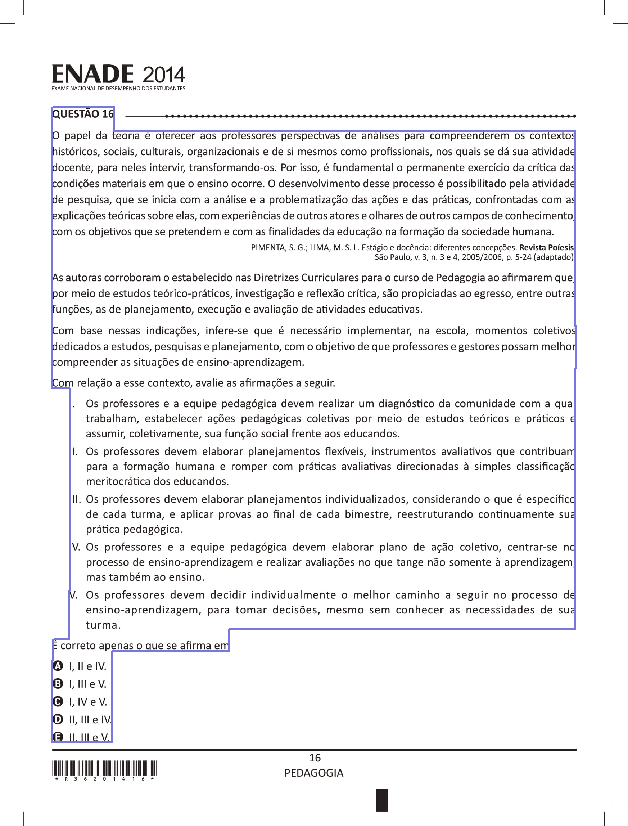 ENADE 2014
EXAME NACIONAL DE DESEMPENHO DOS ESTUDANTES
QUESTÃO 16
O papel da teoria é oferecer aos professores perspectivas de análises para compreenderem os contextos
históricos, sociais, culturais, organizacionais e de si mesmos como profissionais, nos quais se dá sua atividade
docente, para neles intervir, transformando-os. Por isso, é fundamental o permanente exercício da crítica das
condições materiais em que o ensino ocorre. O desenvolvimento desse processo é possibilitado pela atividade
de pesquisa, que se inicia com a análise e a problematização das ações e das práticas, confrontadas com as
explicações teóricas sobre elas, com experiências de outros atores e olhares de outros campos de conhecimento,
com os objetivos que se pretendem e com as finalidades da educação na formação da sociedade humana.
PIMENTA, S. G.; LIMA, M. S. L. Estágio e docência: diferentes concepções. Revista Poíesis
São Paulo, v. 3, n. 3 e 4, 2005/2006, p. 5-24 (adaptado)
As autoras corroboram o estabelecido nas Diretrizes Curriculares para o curso de Pedagogia ao afirmarem que,
por meio de estudos teórico-práticos, investigação e reflexão crítica, são propiciadas ao egresso, entre outras
funções, as de planejamento, execução e avaliação de atividades educativas.
Com base nessas indicações, infere-se que é necessário implementar, na escola, momentos coletivos
dedicados a estudos, pesquisas e planejamento, com o objetivo de que professores e gestores possam melhor
compreender as situações de ensino-aprendizagem.
Com relação a esse contexto, avalie as afirmações a seguir.
I. Os professores e a equipe pedagógica devem realizar um diagnóstico da comunidade com a qual
trabalham, estabelecer ações pedagógicas coletivas por meio de estudos teóricos e práticos e
assumir, coletivamente, sua função social frente aos educandos.
II. Os professores devem elaborar planejamentos flexíveis, instrumentos avaliativos que contribuam
para a formação humana e romper com práticas avaliativas direcionadas à simples classificação
meritocrática dos educandos.
III. Os professores devem elaborar planejamentos individualizados, considerando o que é específico
de cada turma, e aplicar provas ao final de cada bimestre, reestruturando continuamente sua
prática pedagógica.
IV. Os professores e a equipe pedagógica devem elaborar plano de ação coletivo, centrar-se no
processo de ensino-aprendizagem e realizar avaliações no que tange não somente à aprendizagem,
mas também ao ensino.
V. Os professores devem decidir individualmente o melhor caminho a seguir no processo de
ensino-aprendizagem, para tomar decisões, mesmo sem conhecer as necessidades de sua
turma.
É correto apenas o que se afirma em
A I, II e IV.
B I, III e V.
C I, IV e V.
D II, III e IV.
E II, III e V.
16
PEDAGOGIA
*R3620141 6*